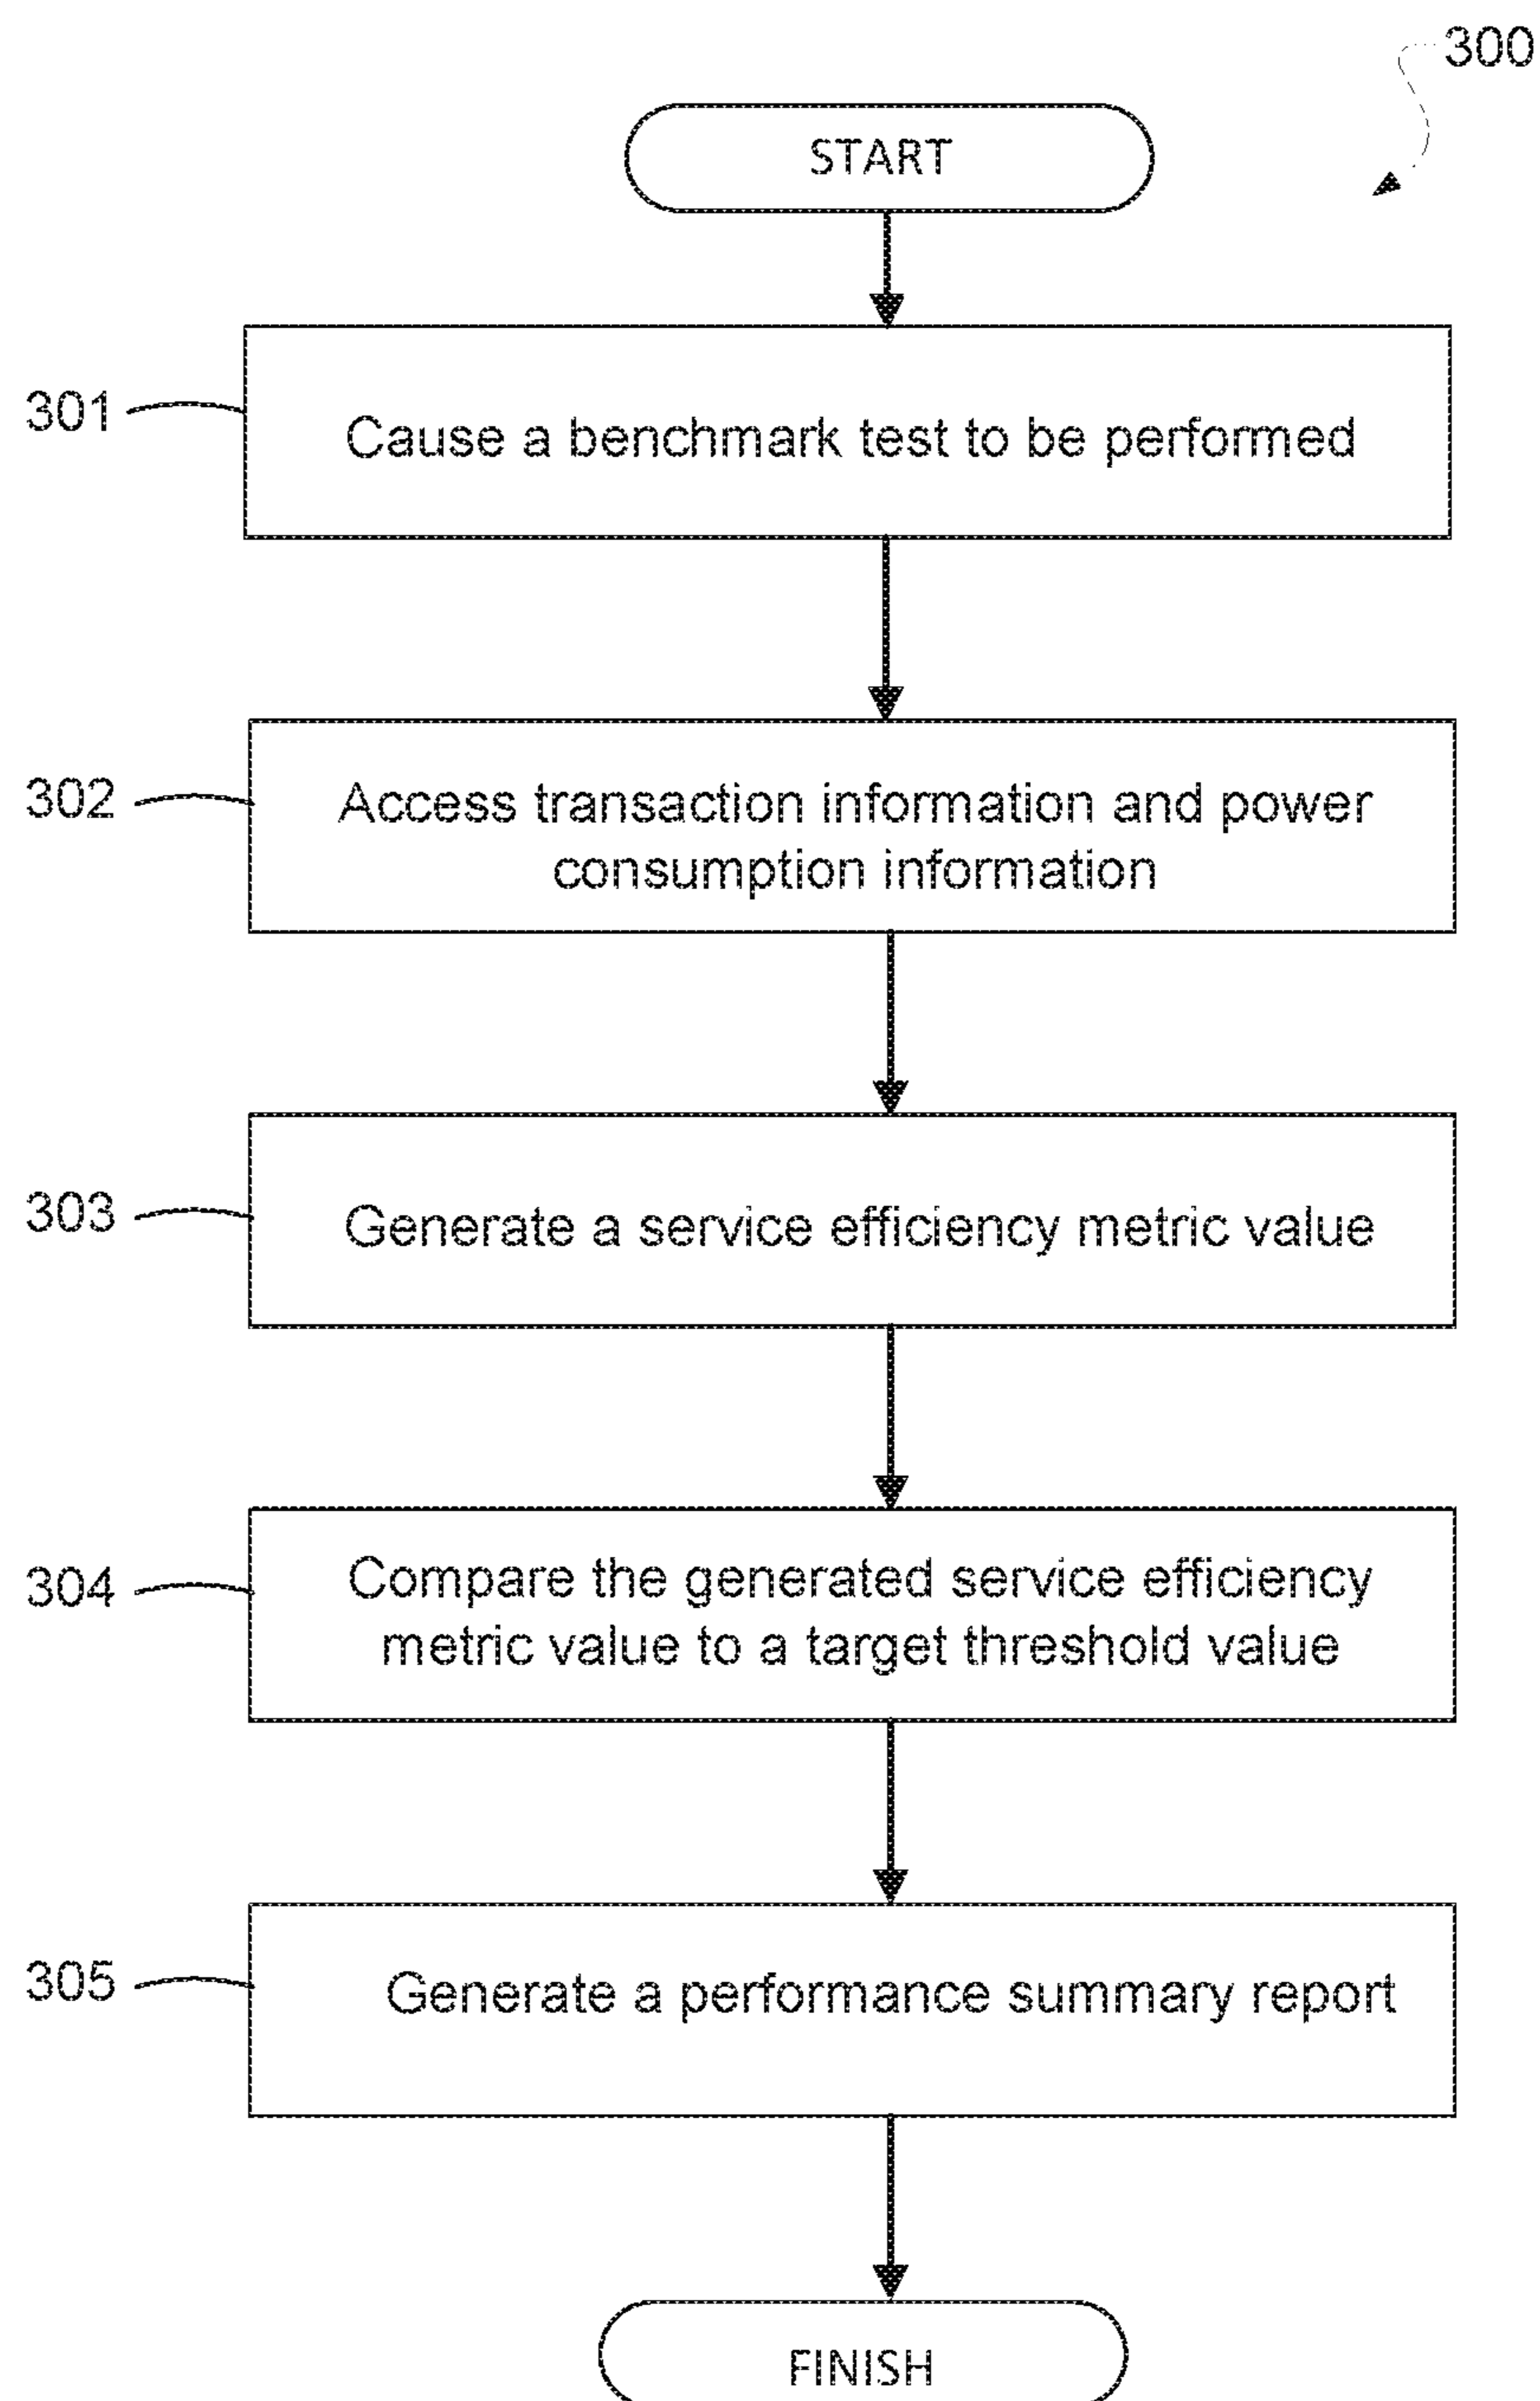 300
START
301
Cause a benchmark test to be performed
302
Access transaction information and power
consumption information
303
Generate a service efficiency metric value
304
Compare the generated service efficiency
metric value to a target threshold value
305
Generate a performance summary report
FINISH